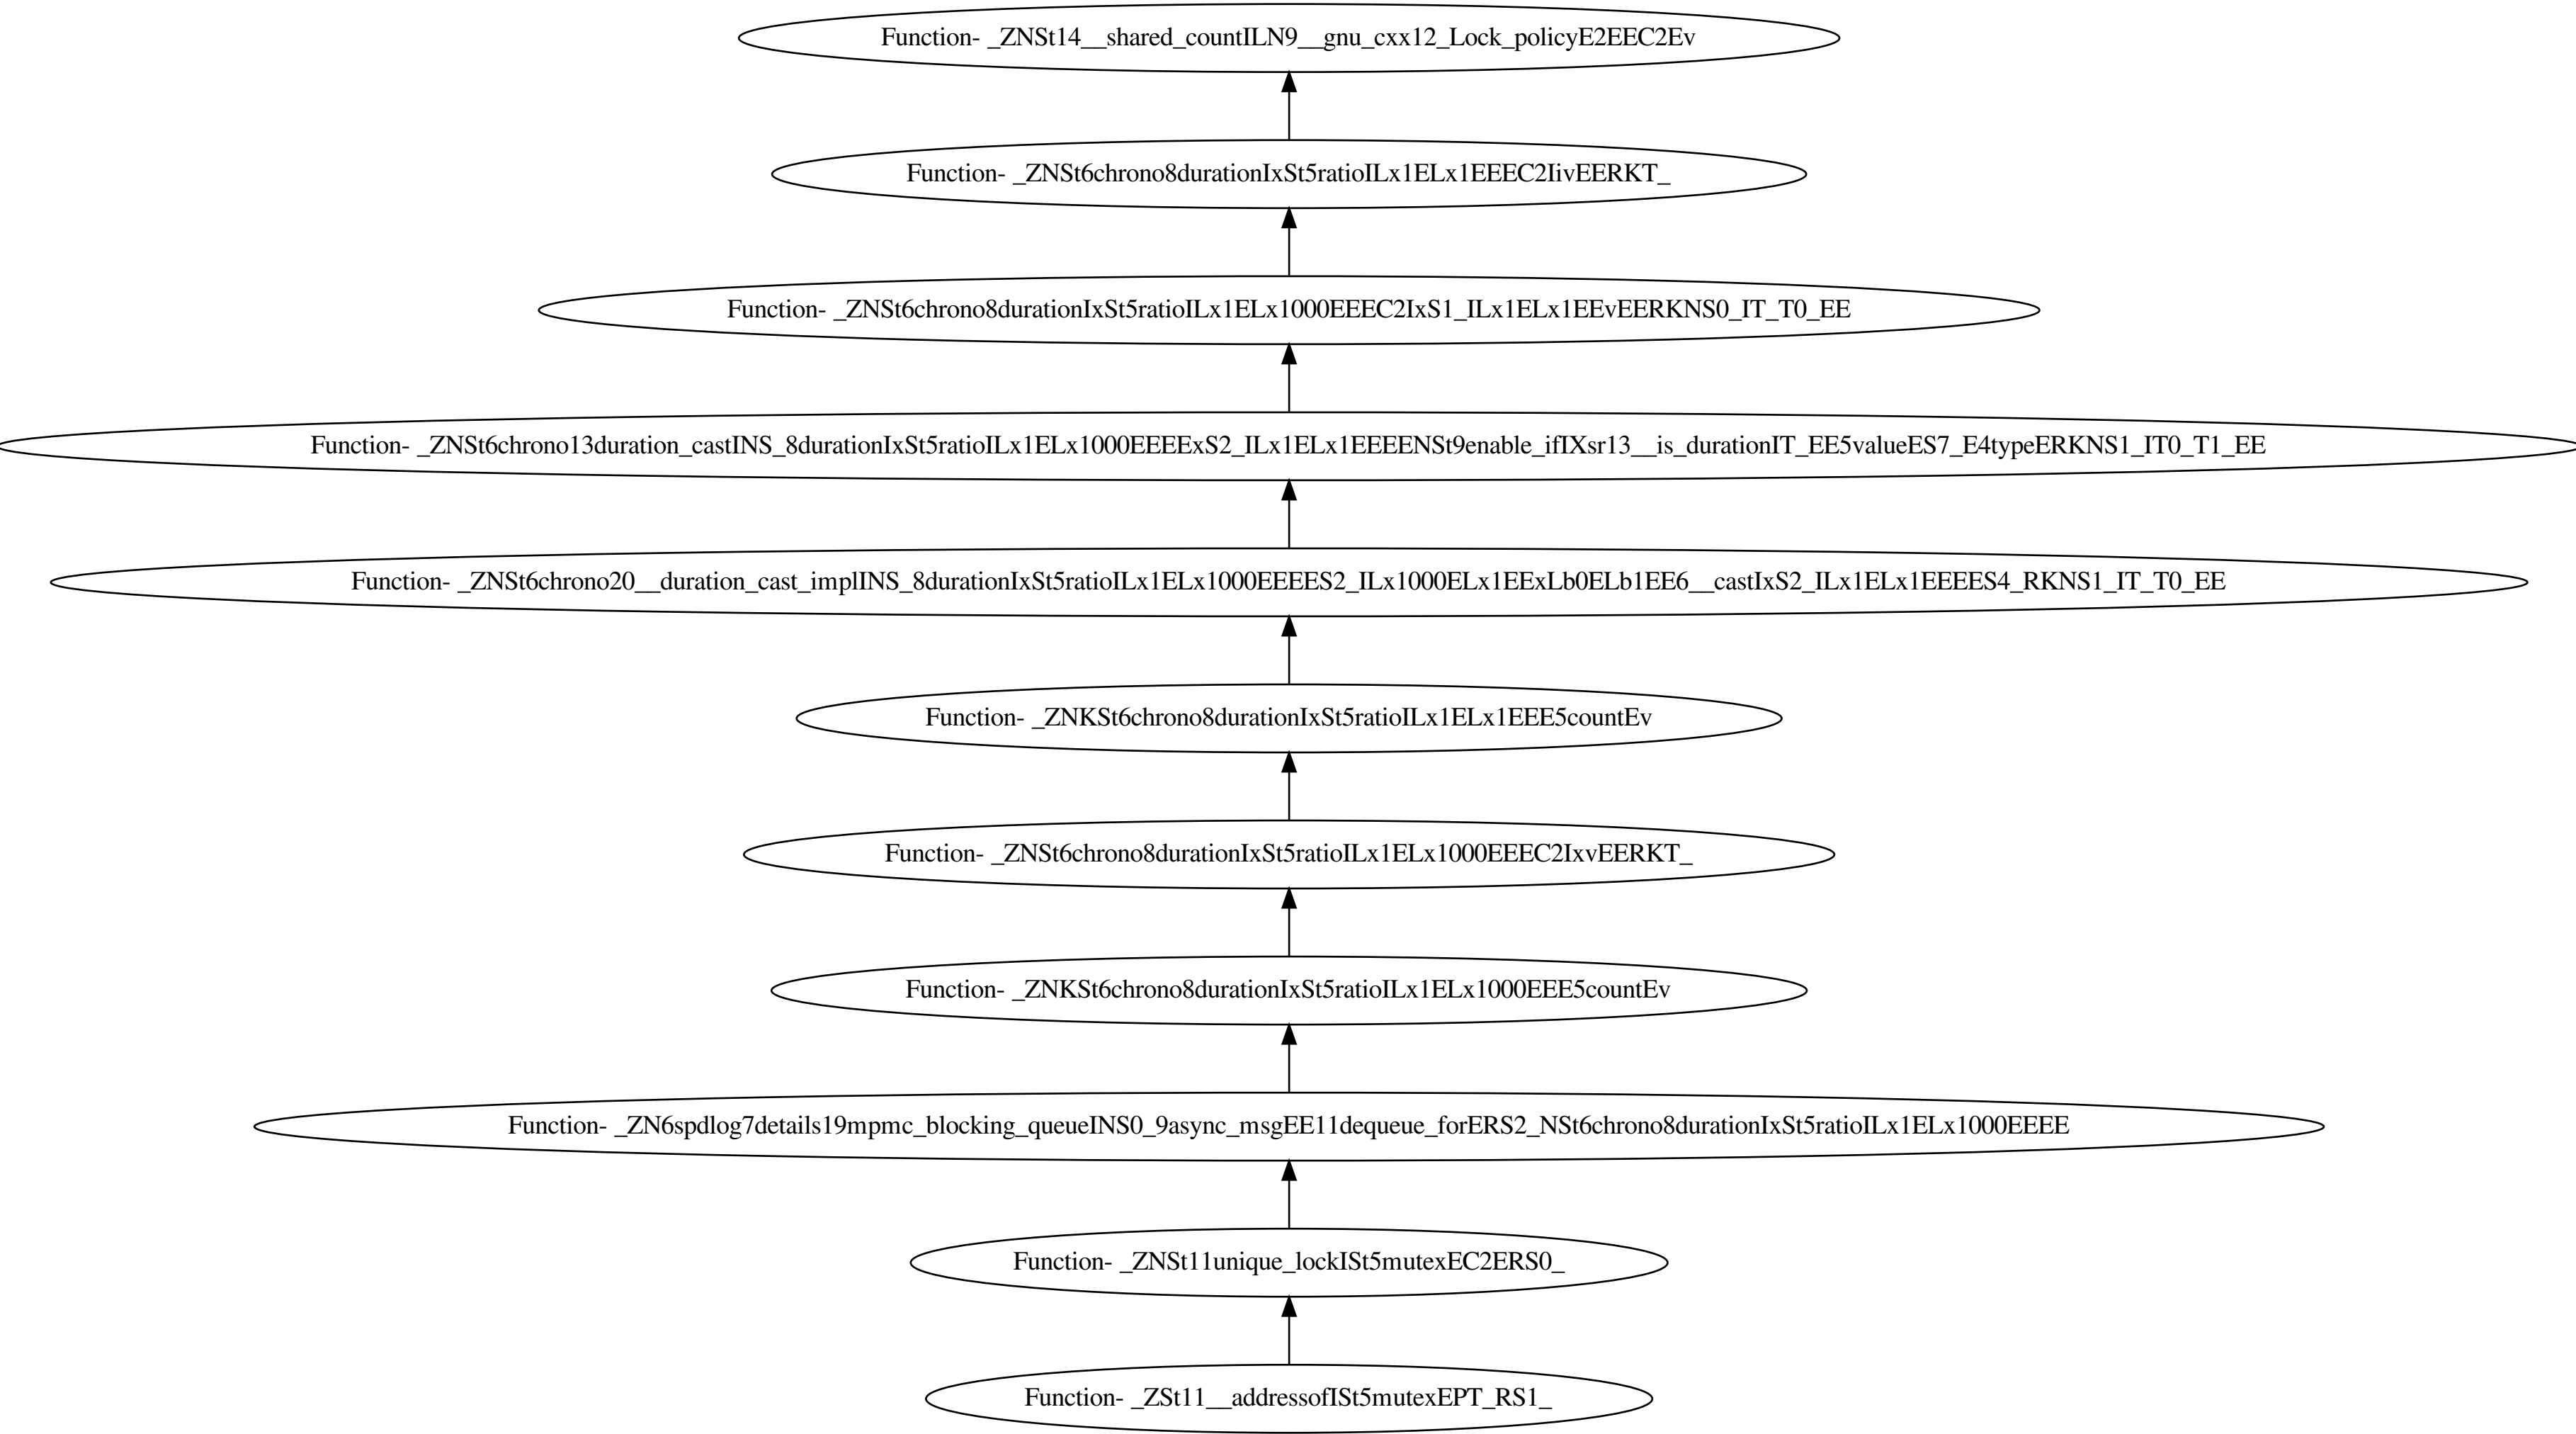 Function- _ZNSt14__shared_countILN9__gnu_cxx12_Lock_policyE2EEC2Ev
Function- _ZNSt6chrono8durationIxSt5ratioILx1ELx1EEEC2IivEERKT_
Function- _ZNSt6chrono8durationIxSt5ratioILx1ELx1000EEEC2IxS1_ILx1ELx1EEvEERKNS0_IT_T0_EE
Function- _ZNSt6chrono13duration_castINS_8durationIxSt5ratioILx1ELx1000EEEExS2_ILx1ELx1EEEENSt9enable_ifIXsr13__is_durationIT_EE5valueES7_E4typeERKNS1_IT0_T1_EE
Function- _ZNSt6chrono20__duration_cast_implINS_8durationIxSt5ratioILx1ELx1000EEEES2_ILx1000ELx1EExLb0ELb1EE6__castIxS2_ILx1ELx1EEEES4_RKNS1_IT_T0_EE
Function- _ZNKSt6chrono8durationIxSt5ratioILx1ELx1EEE5countEv
Function- _ZNSt6chrono8durationIxSt5ratioILx1ELx1000EEEC2IxvEERKT_
Function- _ZNKSt6chrono8durationIxSt5ratioILx1ELx1000EEE5countEv
Function- _ZN6spdlog7details19mpmc_blocking_queueINS0_9async_msgEE11dequeue_forERS2_NSt6chrono8durationIxSt5ratioILx1ELx1000EEEE
Function- _ZNSt11unique_lockISt5mutexEC2ERS0_
Function- _ZSt11__addressofISt5mutexEPT_RS1_